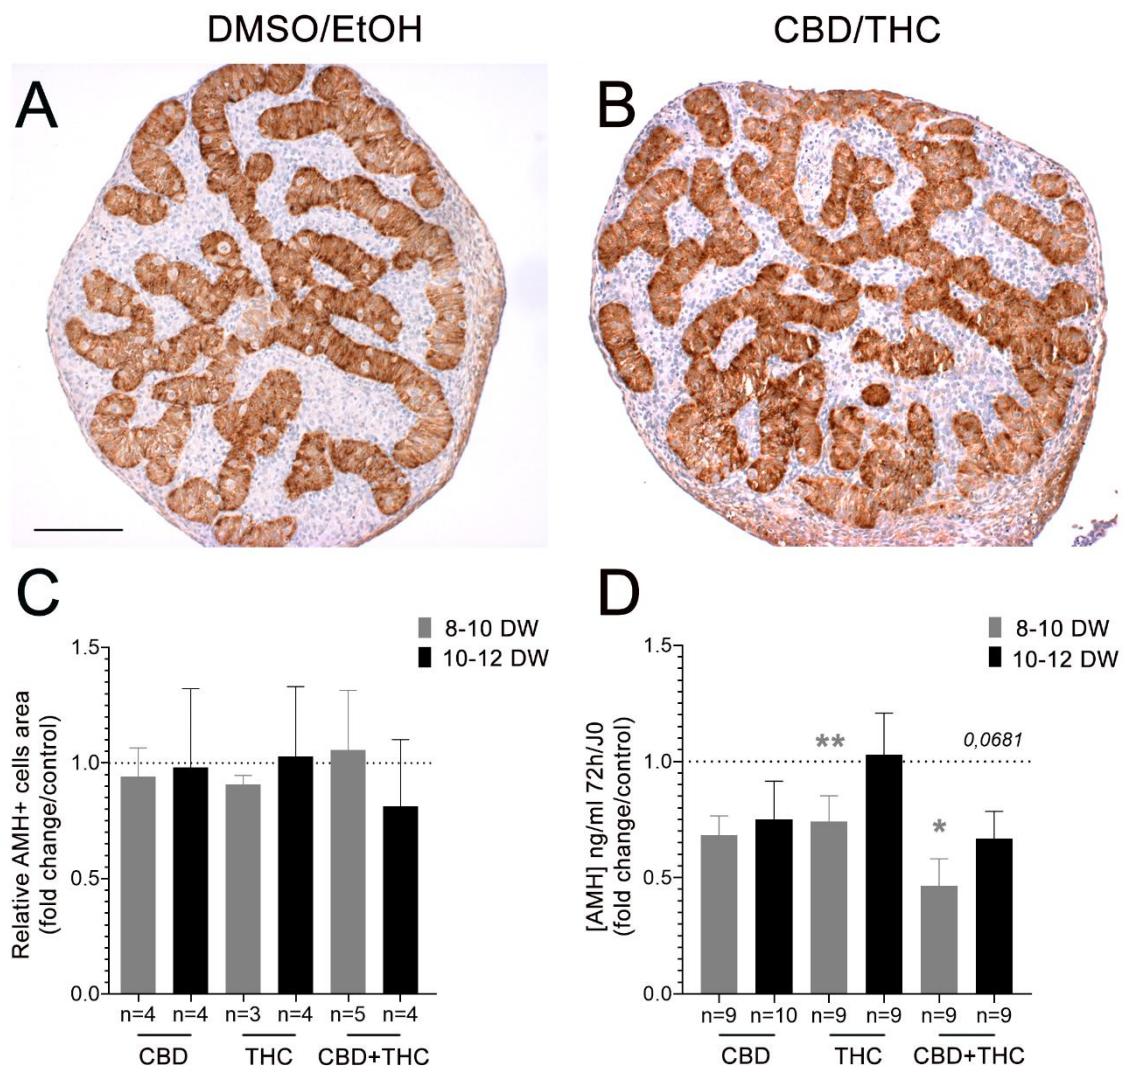 DMSO/EtOH
CBD/THC
A
B
C
8-10 DW
10-12 DW
Relative AMH+ cells area
(fold change/control)
1.5
1.0
0.5
0.0
n=4 n=4 n=3 n=4 n=5 n=4
CBD THC CBD+THC
D
8-10 DW
10-12 DW
[AMH] ng/ml 72h/J0
(fold change/control)
1.5
1.0
0.5
0.0
**
*
0,0681
n=9 n=10 n=9 n=9 n=9 n=9
CBD THC CBD+THC